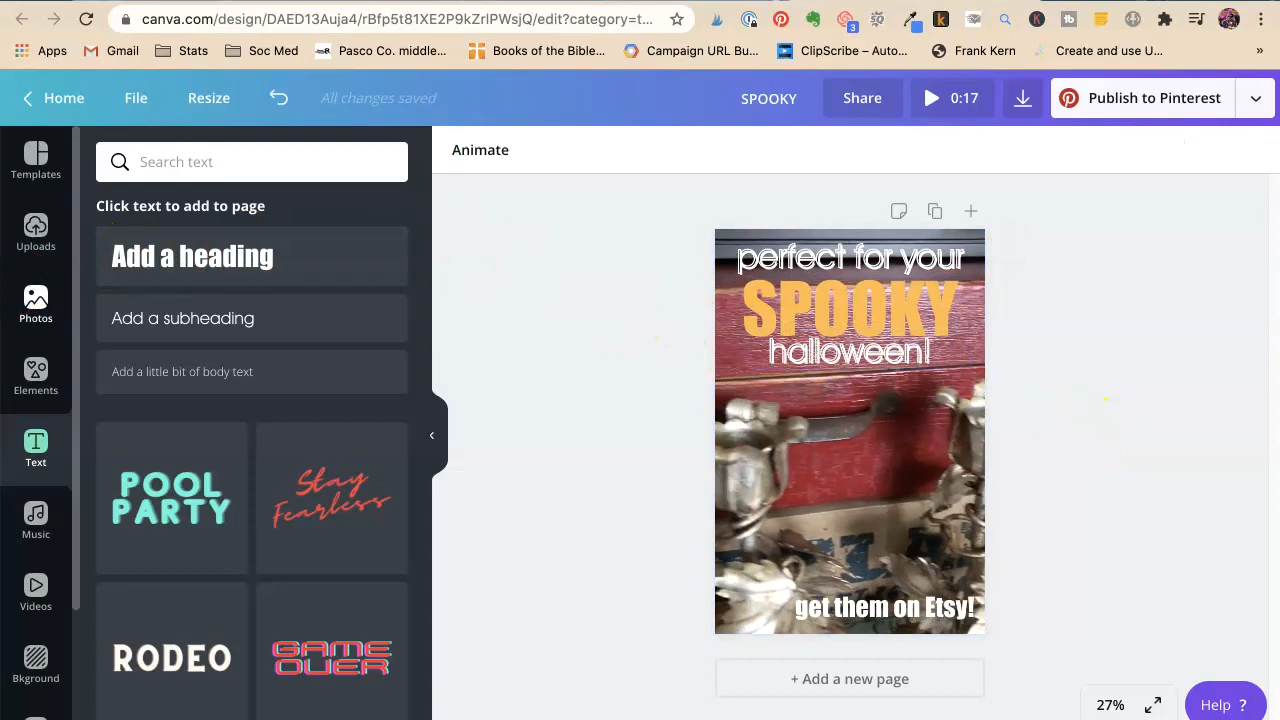 canva.com/design/DAED13Auja4/rBfp5t81XE2P9kZrlPWsjQ/edit?category=t...
3
Apps
Gmail
Stats
Soc Med
Pasco Co. middle...
Books of the Bible...
Campaign URL Bu...
ClipScribe – Auto...
Frank Kern
Create and use U...
»
Home
File
Resize
All changes saved
SPOOKY
Share
0:17
Publish to Pinterest
Templates
Uploads
Photos
Elements
Text
Music
Videos
Bkground
Search text
Click text to add to page
Add a heading
Add a subheading
Add a little bit of body text
POOL
PARTY
Stay
Fearless
RODEO
GAME
OVER
Animate
perfect for your
SPOOKY
halloween!
get them on Etsy!
+ Add a new page
27%
Help ?